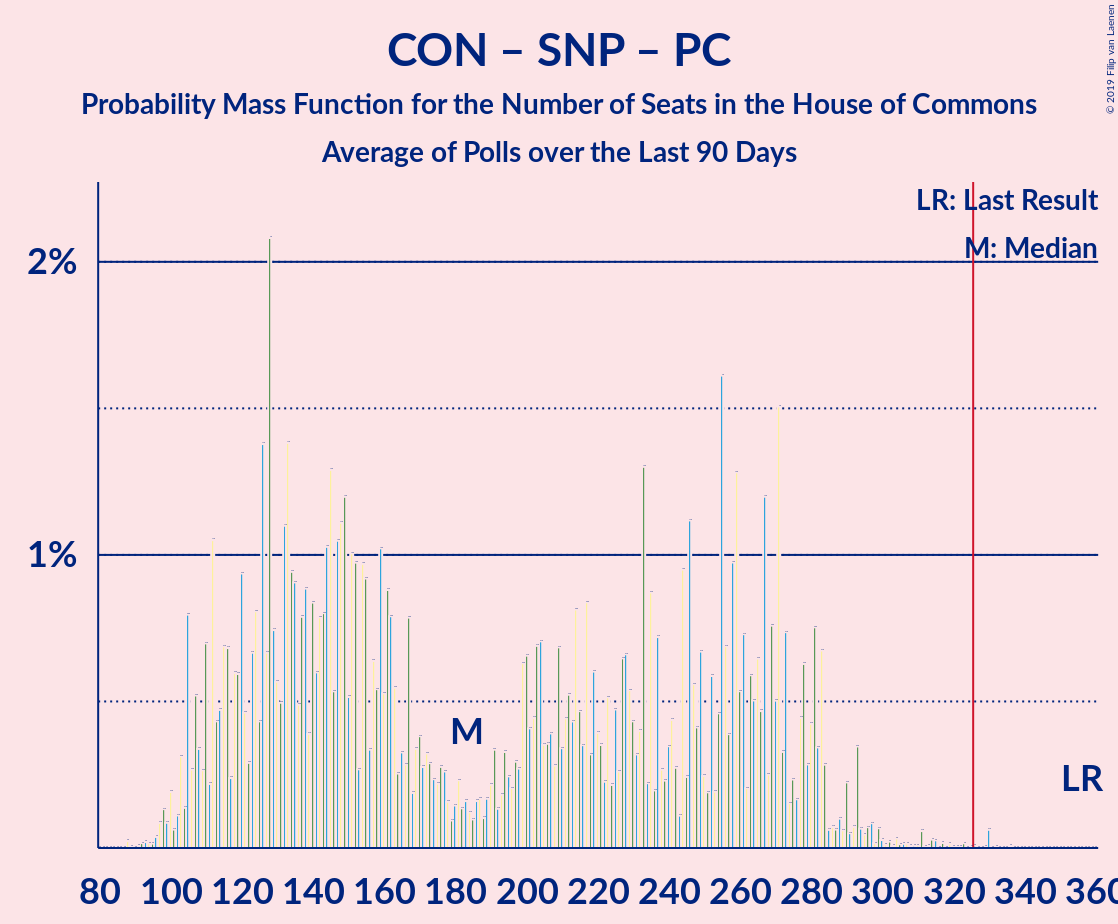 CON – SNP – PC
Probability Mass Function for the Number of Seats in the House of Commons
Average of Polls over the Last 90 Days
© 2019 Filip van Laenen
LR: Last Result
M: Median
2%
1%
M
LR
80 100 120 140 160 180 200 220 240 260 280 300 320 340 360